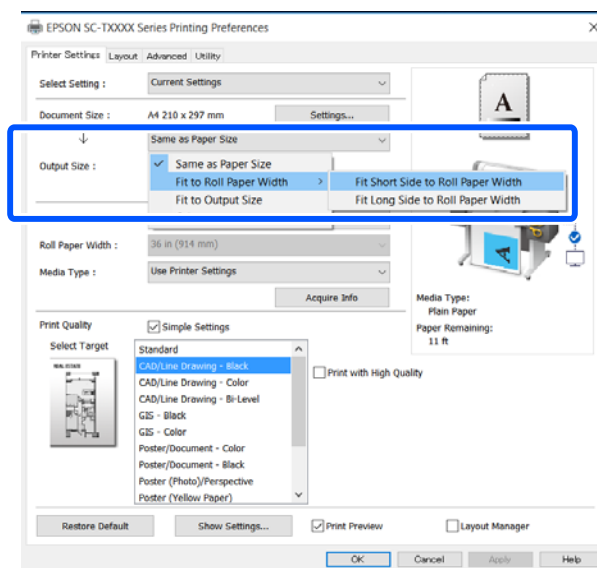 EPSON SC-TXXXX Series Printing Preferences
Printer Settings Layout Advanced Utility
Select Setting : Current Settings
A
Document Size : A4 210 x 297 mm Settings...
Same as Paper Size
Output Size : Same as Paper Size
Fit to Roll Paper Width > Fit Short Side to Roll Paper Width
Fit to Output Size Fit Long Side to Roll Paper Width
Roll Paper Width : 36 in (914 mm)
Media Type : Use Printer Settings
Acquire Info
Media Type:
Plain Paper
Paper Remaining:
11 ft
Print Quality Simple Settings
Select Target
REAL ESTATE
Standard
CAD/Line Drawing - Black
CAD/Line Drawing - Color
CAD/Line Drawing - Bi-Level
GIS - Black
GIS - Color
Poster/Document - Color
Poster/Document - Black
Poster (Photo)/Perspective
Poster (Yellow Paper)
Print with High Quality
Restore Default Show Settings... Print Preview Layout Manager
OK Cancel Apply Help